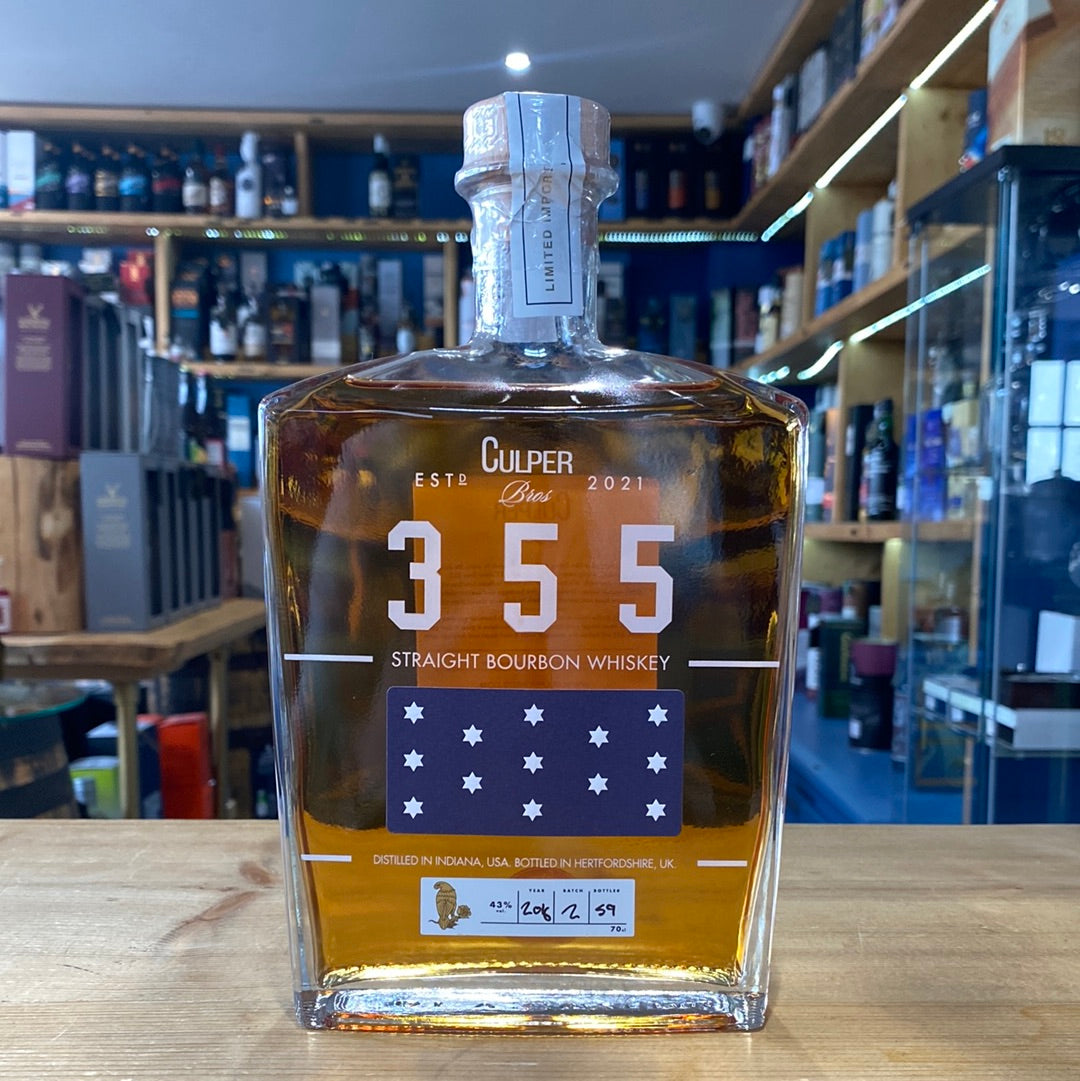 LIMITED IMPORT
CULPER
ESTD 2021
Bros
355
STRAIGHT BOURBON WHISKEY
DISTILLED IN INDIANA, USA. BOTTLED IN HERTFORDSHIRE, UK.
YEAR BATCH BOTTLE#
43% 2016 2 59
vol.
70cl